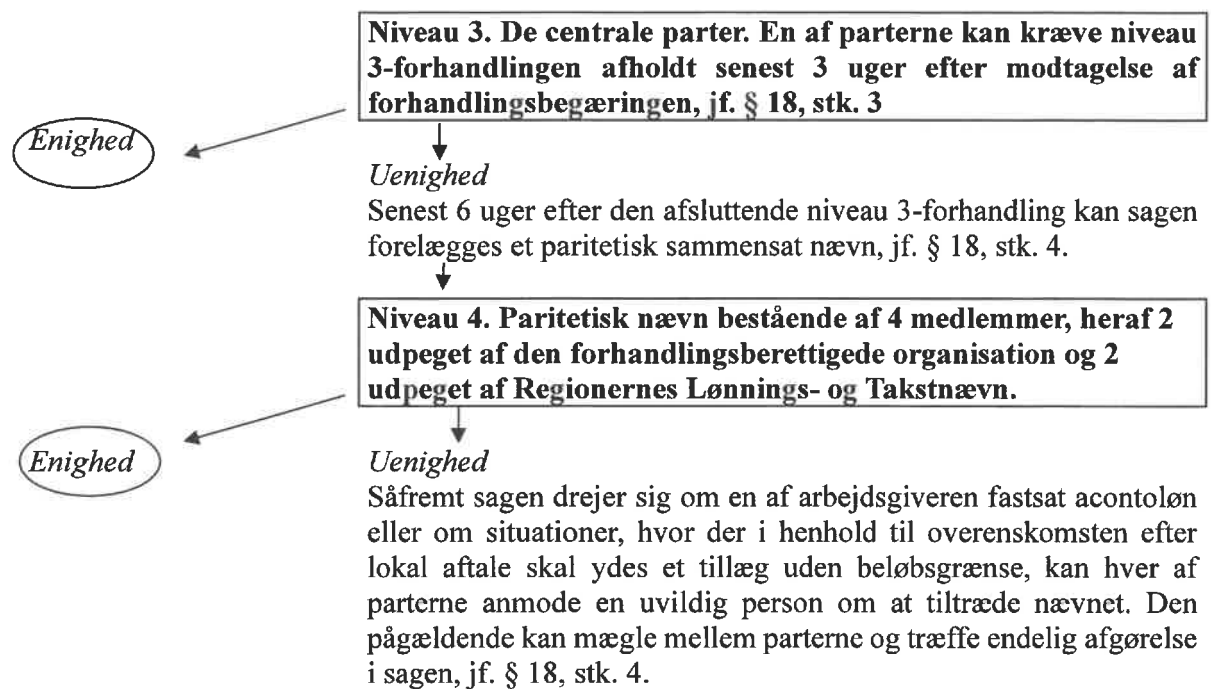 Niveau 3. De centrale parter. En af parterne kan kræve niveau
3-forhandlingen afholdt senest 3 uger efter modtagelse af
forhandlingsbegæringen, jf. § 18, stk. 3
Enighed
Uenighed
Senest 6 uger efter den afsluttende niveau 3-forhandling kan sagen
forelægges et paritetisk sammensat nævn, jf. § 18, stk. 4.
Niveau 4. Paritetisk nævn bestående af 4 medlemmer, heraf 2
udpeget af den forhandlingsberettigede organisation og 2
udpeget af Regionernes Lønnings- og Takstnævn.
Enighed
Uenighed
Såfremt sagen drejer sig om en af arbejdsgiveren fastsat acontoløn
eller om situationer, hvor der i henhold til overenskomsten efter
lokal aftale skal ydes et tillæg uden beløbsgrænse, kan hver af
parterne anmode en uvildig person om at tiltræde nævnet. Den
pågældende kan mægle mellem parterne og træffe endelig afgørelse
i sagen, jf. § 18, stk. 4.